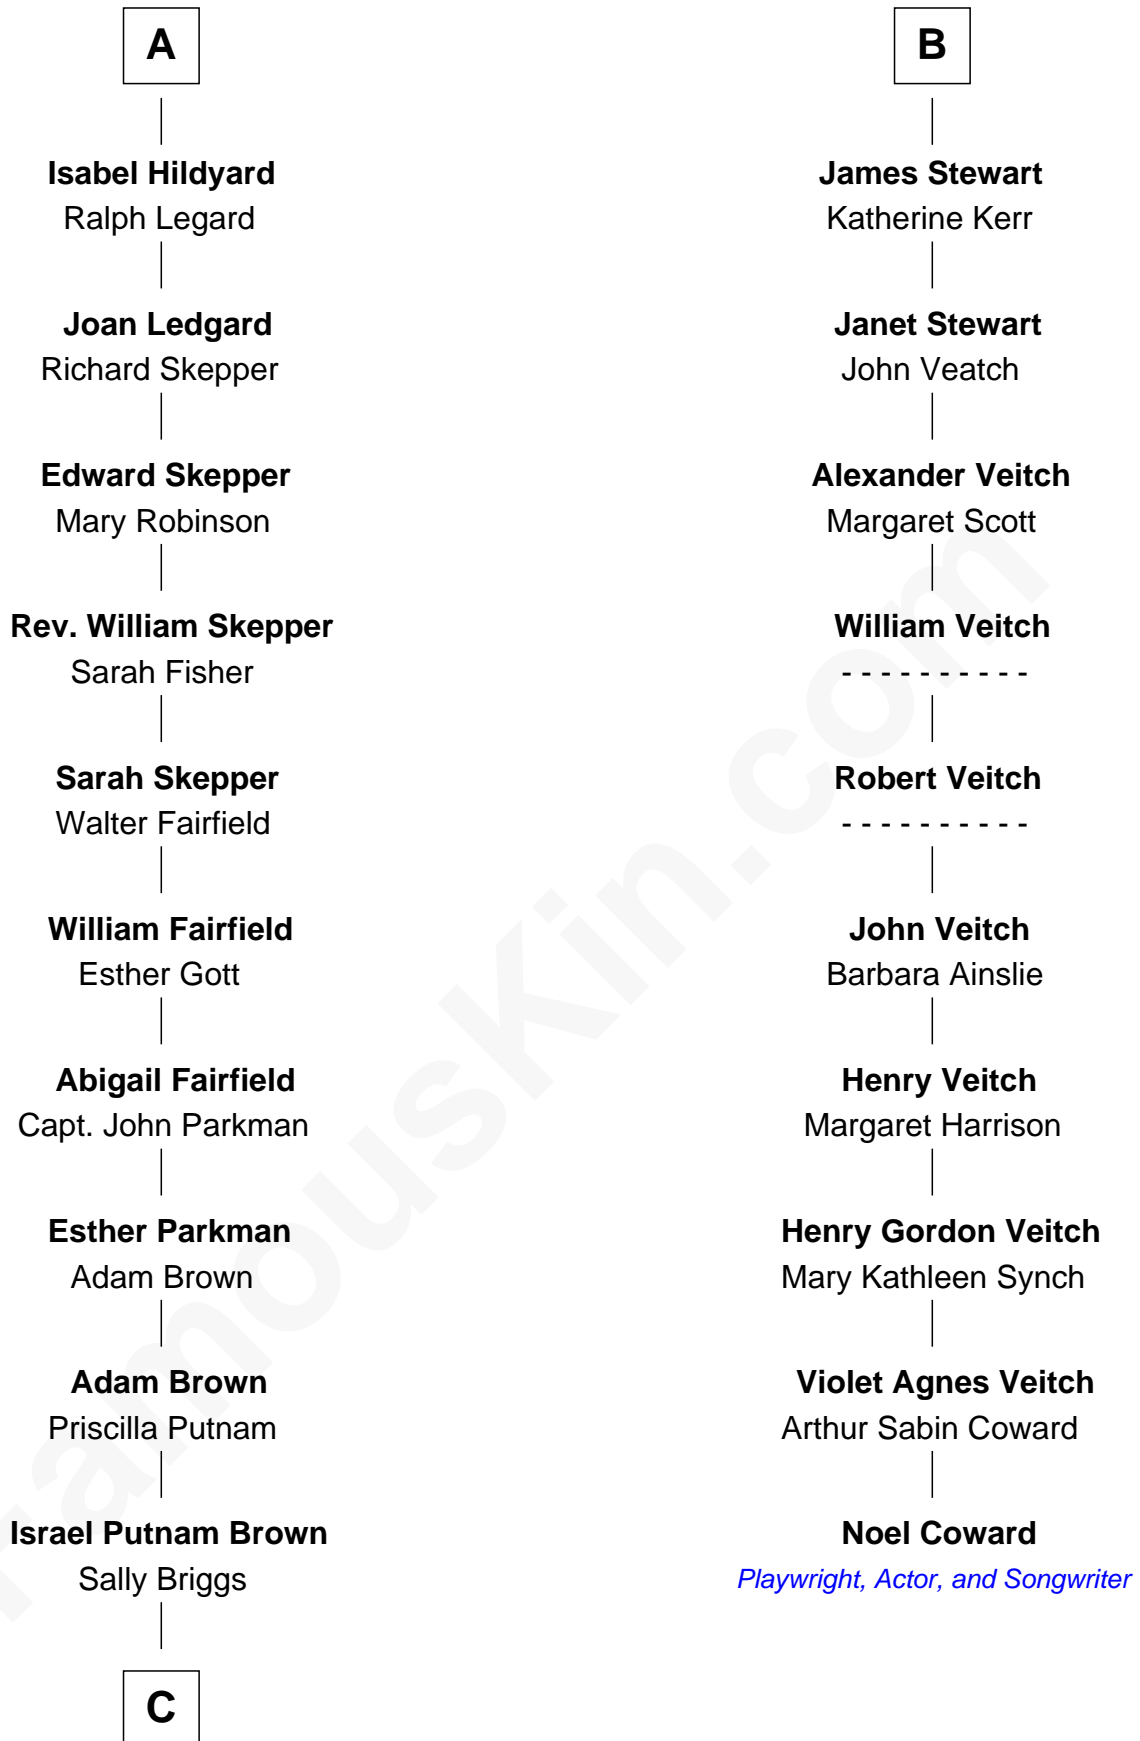 A
Isabel Hildyard
Ralph Legard
Joan Ledgard
Richard Skepper
Edward Skepper
Mary Robinson
Rev. William Skepper
Sarah Fisher
Sarah Skepper
Walter Fairfield
William Fairfield
Esther Gott
Abigail Fairfield
Capt. John Parkman
Esther Parkman
Adam Brown
Adam Brown
Priscilla Putnam
Israel Putnam Brown
Sally Briggs
C
B
James Stewart
Katherine Kerr
Janet Stewart
John Veatch
Alexander Veitch
Margaret Scott
William Veitch
- - - - - - - - - -
Robert Veitch
- - - - - - - - - -
John Veitch
Barbara Ainslie
Henry Veitch
Margaret Harrison
Henry Gordon Veitch
Mary Kathleen Synch
Violet Agnes Veitch
Arthur Sabin Coward
Noel Coward
Playwright, Actor, and Songwriter
FamousKin.com